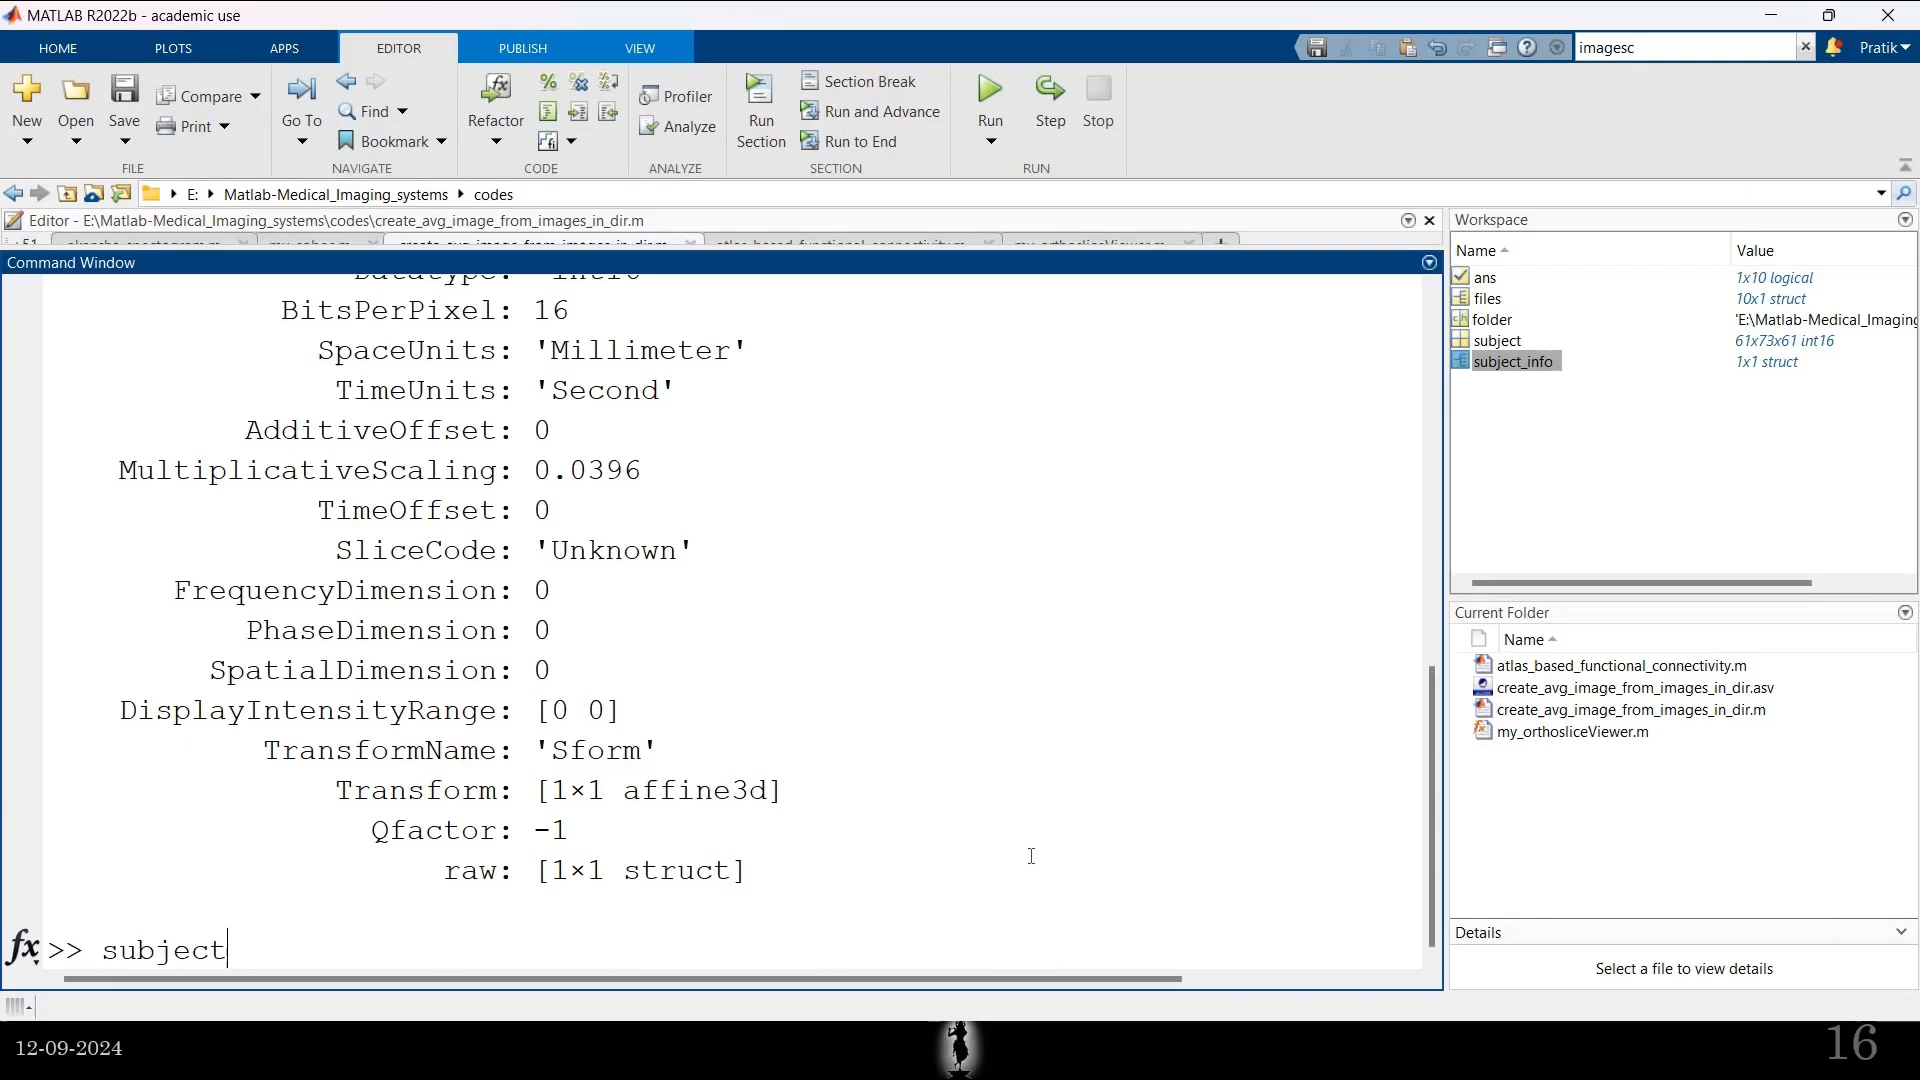 MATLAB R2022b - academic use
HOME PLOTS APPS EDITOR PUBLISH VIEW
imagesc
Pratik
New Open Save Compare Print
FILE
Go To Find Bookmark
NAVIGATE
Refactor
CODE
Profiler
Analyze
ANALYZE
Run Section
Section Break
Run and Advance
Run to End
SECTION
Run Step Stop
RUN
E: Matlab-Medical_Imaging_systems codes
Editor - E:\Matlab-Medical_Imaging_systems\codes\create_avg_image_from_images_in_dir.m
Command Window
BitsPerPixel: 16
SpaceUnits: 'Millimeter'
TimeUnits: 'Second'
AdditiveOffset: 0
MultiplicativeScaling: 0.0396
TimeOffset: 0
SliceCode: 'Unknown'
FrequencyDimension: 0
PhaseDimension: 0
SpatialDimension: 0
DisplayIntensityRange: [0 0]
TransformName: 'Sform'
Transform: [1×1 affine3d]
Qfactor: -1
raw: [1×1 struct]
fx >> subject
Workspace
Name Value
ans 1x10 logical
files 10x1 struct
folder 'E:\Matlab-Medical_Imaging
subject 61x73x61 int16
subject_info 1x1 struct
Current Folder
Name
atlas_based_functional_connectivity.m
create_avg_image_from_images_in_dir.asv
create_avg_image_from_images_in_dir.m
my_orthosliceViewer.m
Details
Select a file to view details
12-09-2024
16